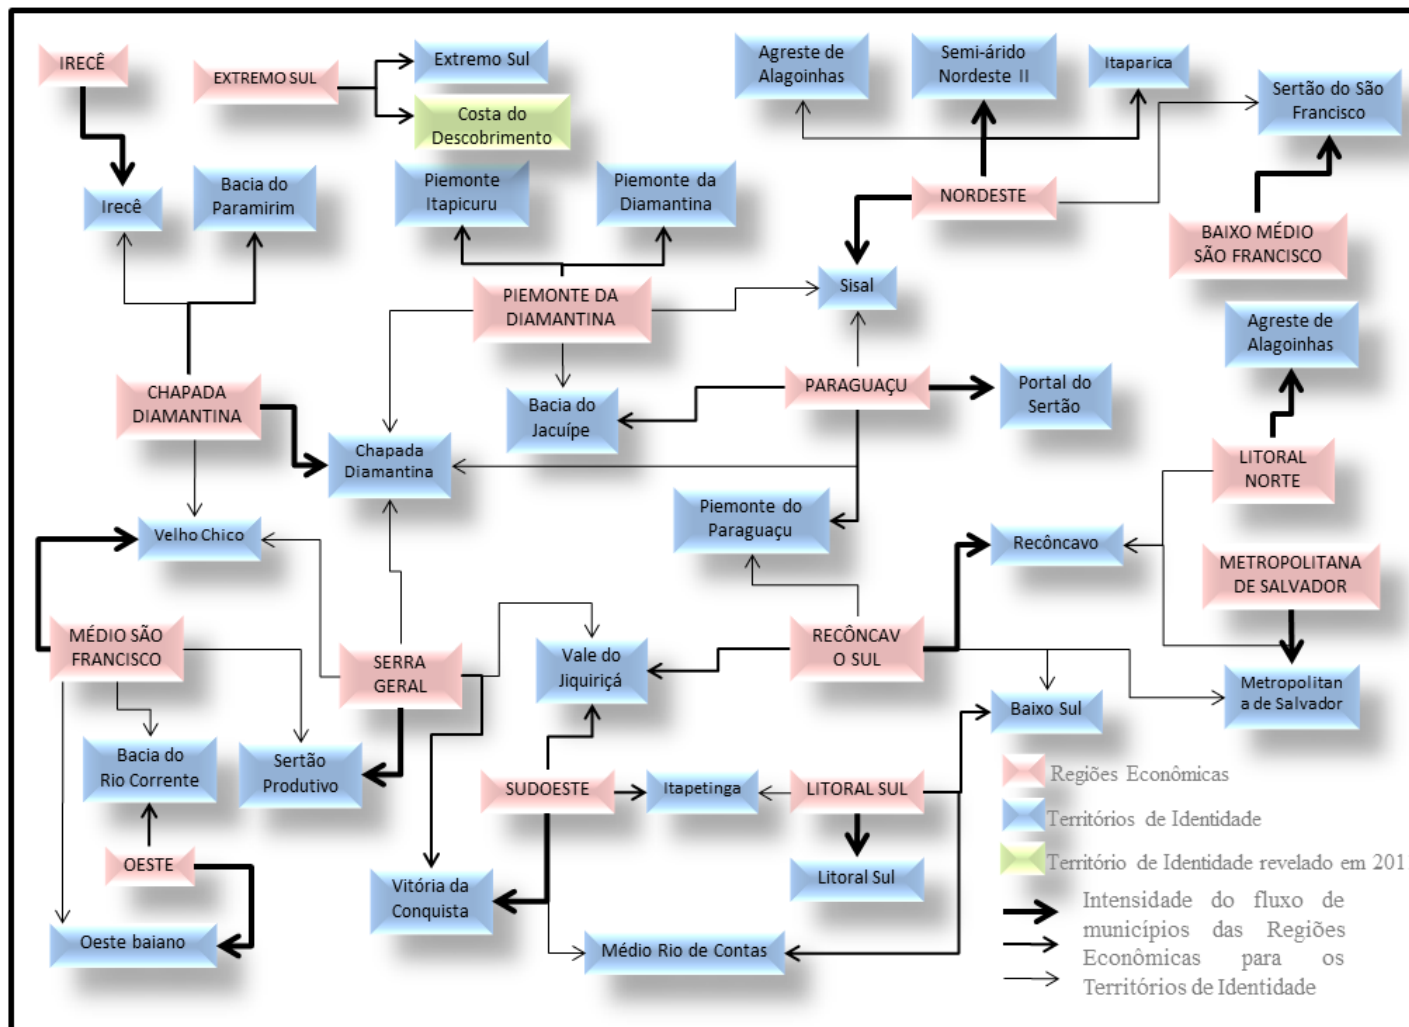 IRECÊ
EXTREMO SUL
Extremo Sul
Costa do
Descobrimento
Agreste de
Alagoinhas
Semi-árido
Nordeste II
Itaparica
Sertão do São
Francisco
Irecê
Bacia do
Paramirim
Piemonte
Itapicuru
Piemonte da
Diamantina
NORDESTE
BAIXO MÉDIO
SÃO FRANCISCO
PIEMONTE DA
DIAMANTINA
Sisal
Agreste de
Alagoinhas
CHAPADA
DIAMANTINA
Bacia do
Jacuípe
PARAGUAÇU
Portal do
Sertão
Chapada
Diamantina
LITORAL
NORTE
Velho Chico
Piemonte do
Paraguaçu
Recôncavo
METROPOLITANA
DE SALVADOR
MÉDIO SÃO
FRANCISCO
SERRA
GERAL
Vale do
Jiquiriçá
RECÔNCAV
O SUL
Baixo Sul
Metropolitan
a de Salvador
Bacia do
Rio Corrente
Sertão
Produtivo
SUDOESTE
Itapetinga
LITORAL SUL
OESTE
Vitória da
Conquista
Litoral Sul
Oeste baiano
Médio Rio de Contas
Regiões Econômicas
Territórios de Identidade
Território de Identidade revelado em 201
Intensidade do fluxo de
municípios das Regiões
Econômicas para os
Territórios de Identidade